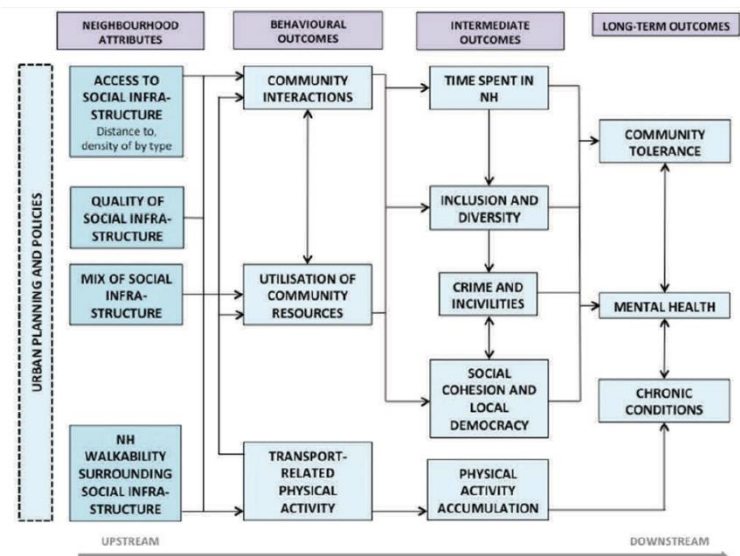 NEIGHBOURHOOD
ATTRIBUTES
BEHAVIOURAL
OUTCOMES
INTERMEDIATE
OUTCOMES
LONG-TERM OUTCOMES
URBAN PLANNING AND POLICIES
ACCESS TO
SOCIAL INFRA-
STRUCTURE
Distance to,
density of by type
QUALITY OF
SOCIAL INFRA-
STRUCTURE
MIX OF SOCIAL
INFRA-
STRUCTURE
NH
WALKABILITY
SURROUNDING
SOCIAL INFRA-
STRUCTURE
COMMUNITY
INTERACTIONS
UTILISATION OF
COMMUNITY
RESOURCES
TRANSPORT-
RELATED
PHYSICAL
ACTIVITY
TIME SPENT IN
NH
INCLUSION AND
DIVERSITY
CRIME AND
INCIVILITIES
SOCIAL
COHESION AND
LOCAL
DEMOCRACY
PHYSICAL
ACTIVITY
ACCUMULATION
COMMUNITY
TOLERANCE
MENTAL HEALTH
CHRONIC
CONDITIONS
UPSTREAM
DOWNSTREAM